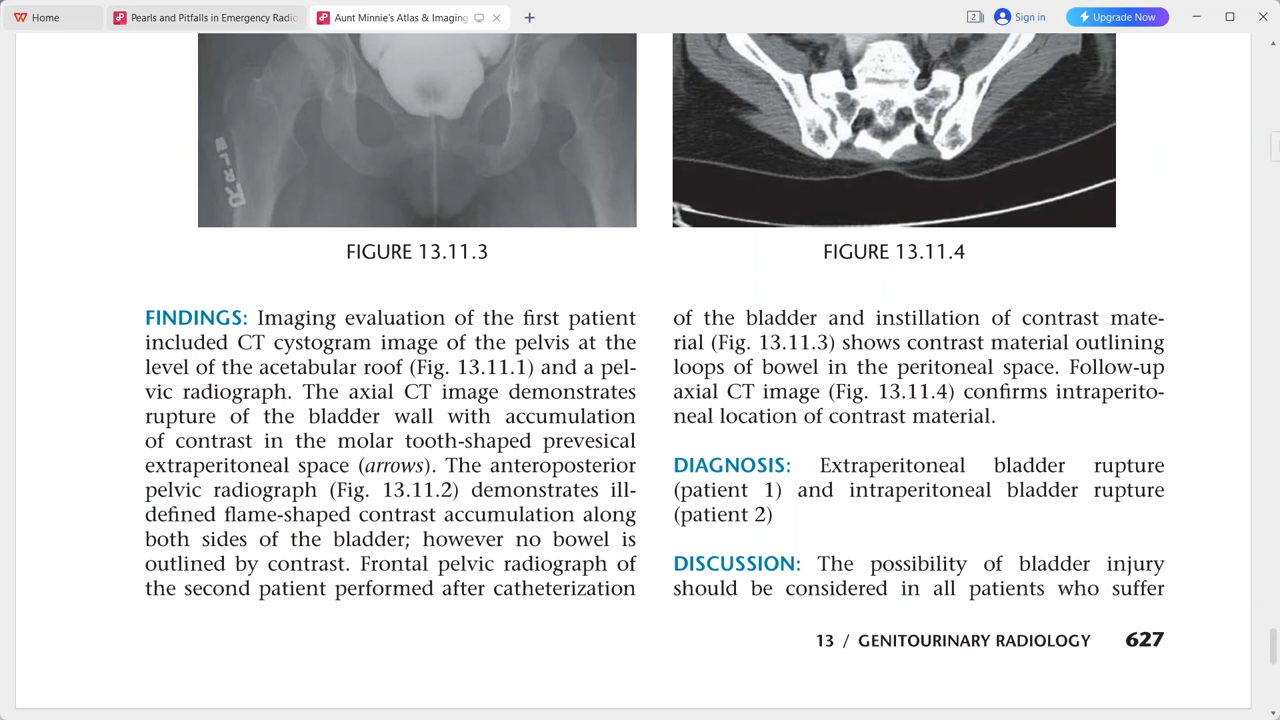 Home
Pearls and Pitfalls in Emergency Radio
Aunt Minnie's Atlas & Imaging
2
Sign in
Upgrade Now
FIGURE 13.11.3
FIGURE 13.11.4
FINDINGS: Imaging evaluation of the first patient
included CT cystogram image of the pelvis at the
level of the acetabular roof (Fig. 13.11.1) and a pel-
vic radiograph. The axial CT image demonstrates
rupture of the bladder wall with accumulation
of contrast in the molar tooth-shaped prevesical
extraperitoneal space (arrows). The anteroposterior
pelvic radiograph (Fig. 13.11.2) demonstrates ill-
defined flame-shaped contrast accumulation along
both sides of the bladder; however no bowel is
outlined by contrast. Frontal pelvic radiograph of
the second patient performed after catheterization
of the bladder and instillation of contrast mate-
rial (Fig. 13.11.3) shows contrast material outlining
loops of bowel in the peritoneal space. Follow-up
axial CT image (Fig. 13.11.4) confirms intraperito-
neal location of contrast material.
DIAGNOSIS: Extraperitoneal bladder rupture
(patient 1) and intraperitoneal bladder rupture
(patient 2)
DISCUSSION: The possibility of bladder injury
should be considered in all patients who suffer
13 / GENITOURINARY RADIOLOGY 627